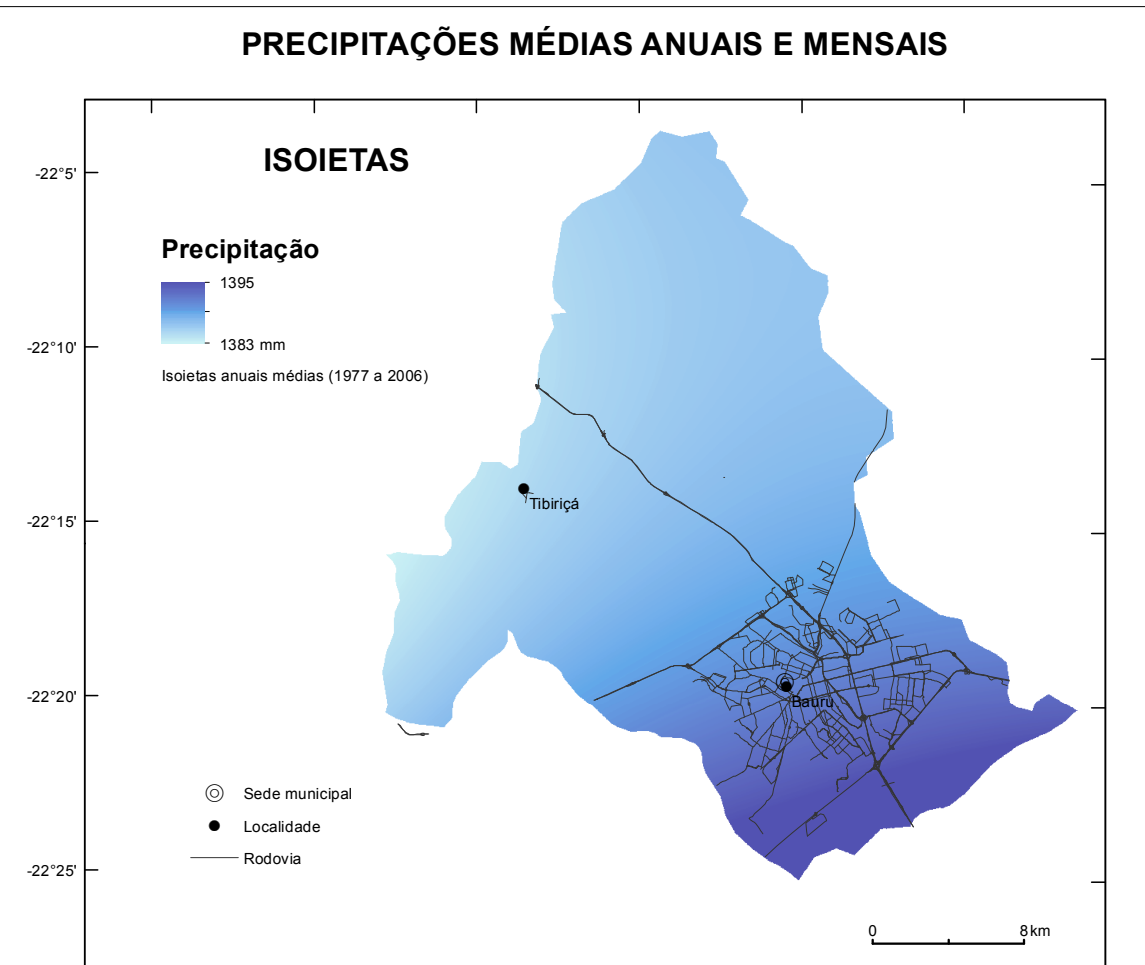 PRECIPITAÇÕES MÉDIAS ANUAIS E MENSAIS
ISOIETAS
-22°5'
Precipitação
1395
1383 mm
-22°10'
Isoietas anuais médias (1977 a 2006)
Tibiriçá
-22°15'
-22°20'
Bauru
Sede municipal
Localidade
Rodovia
-22°25'
0 8 km